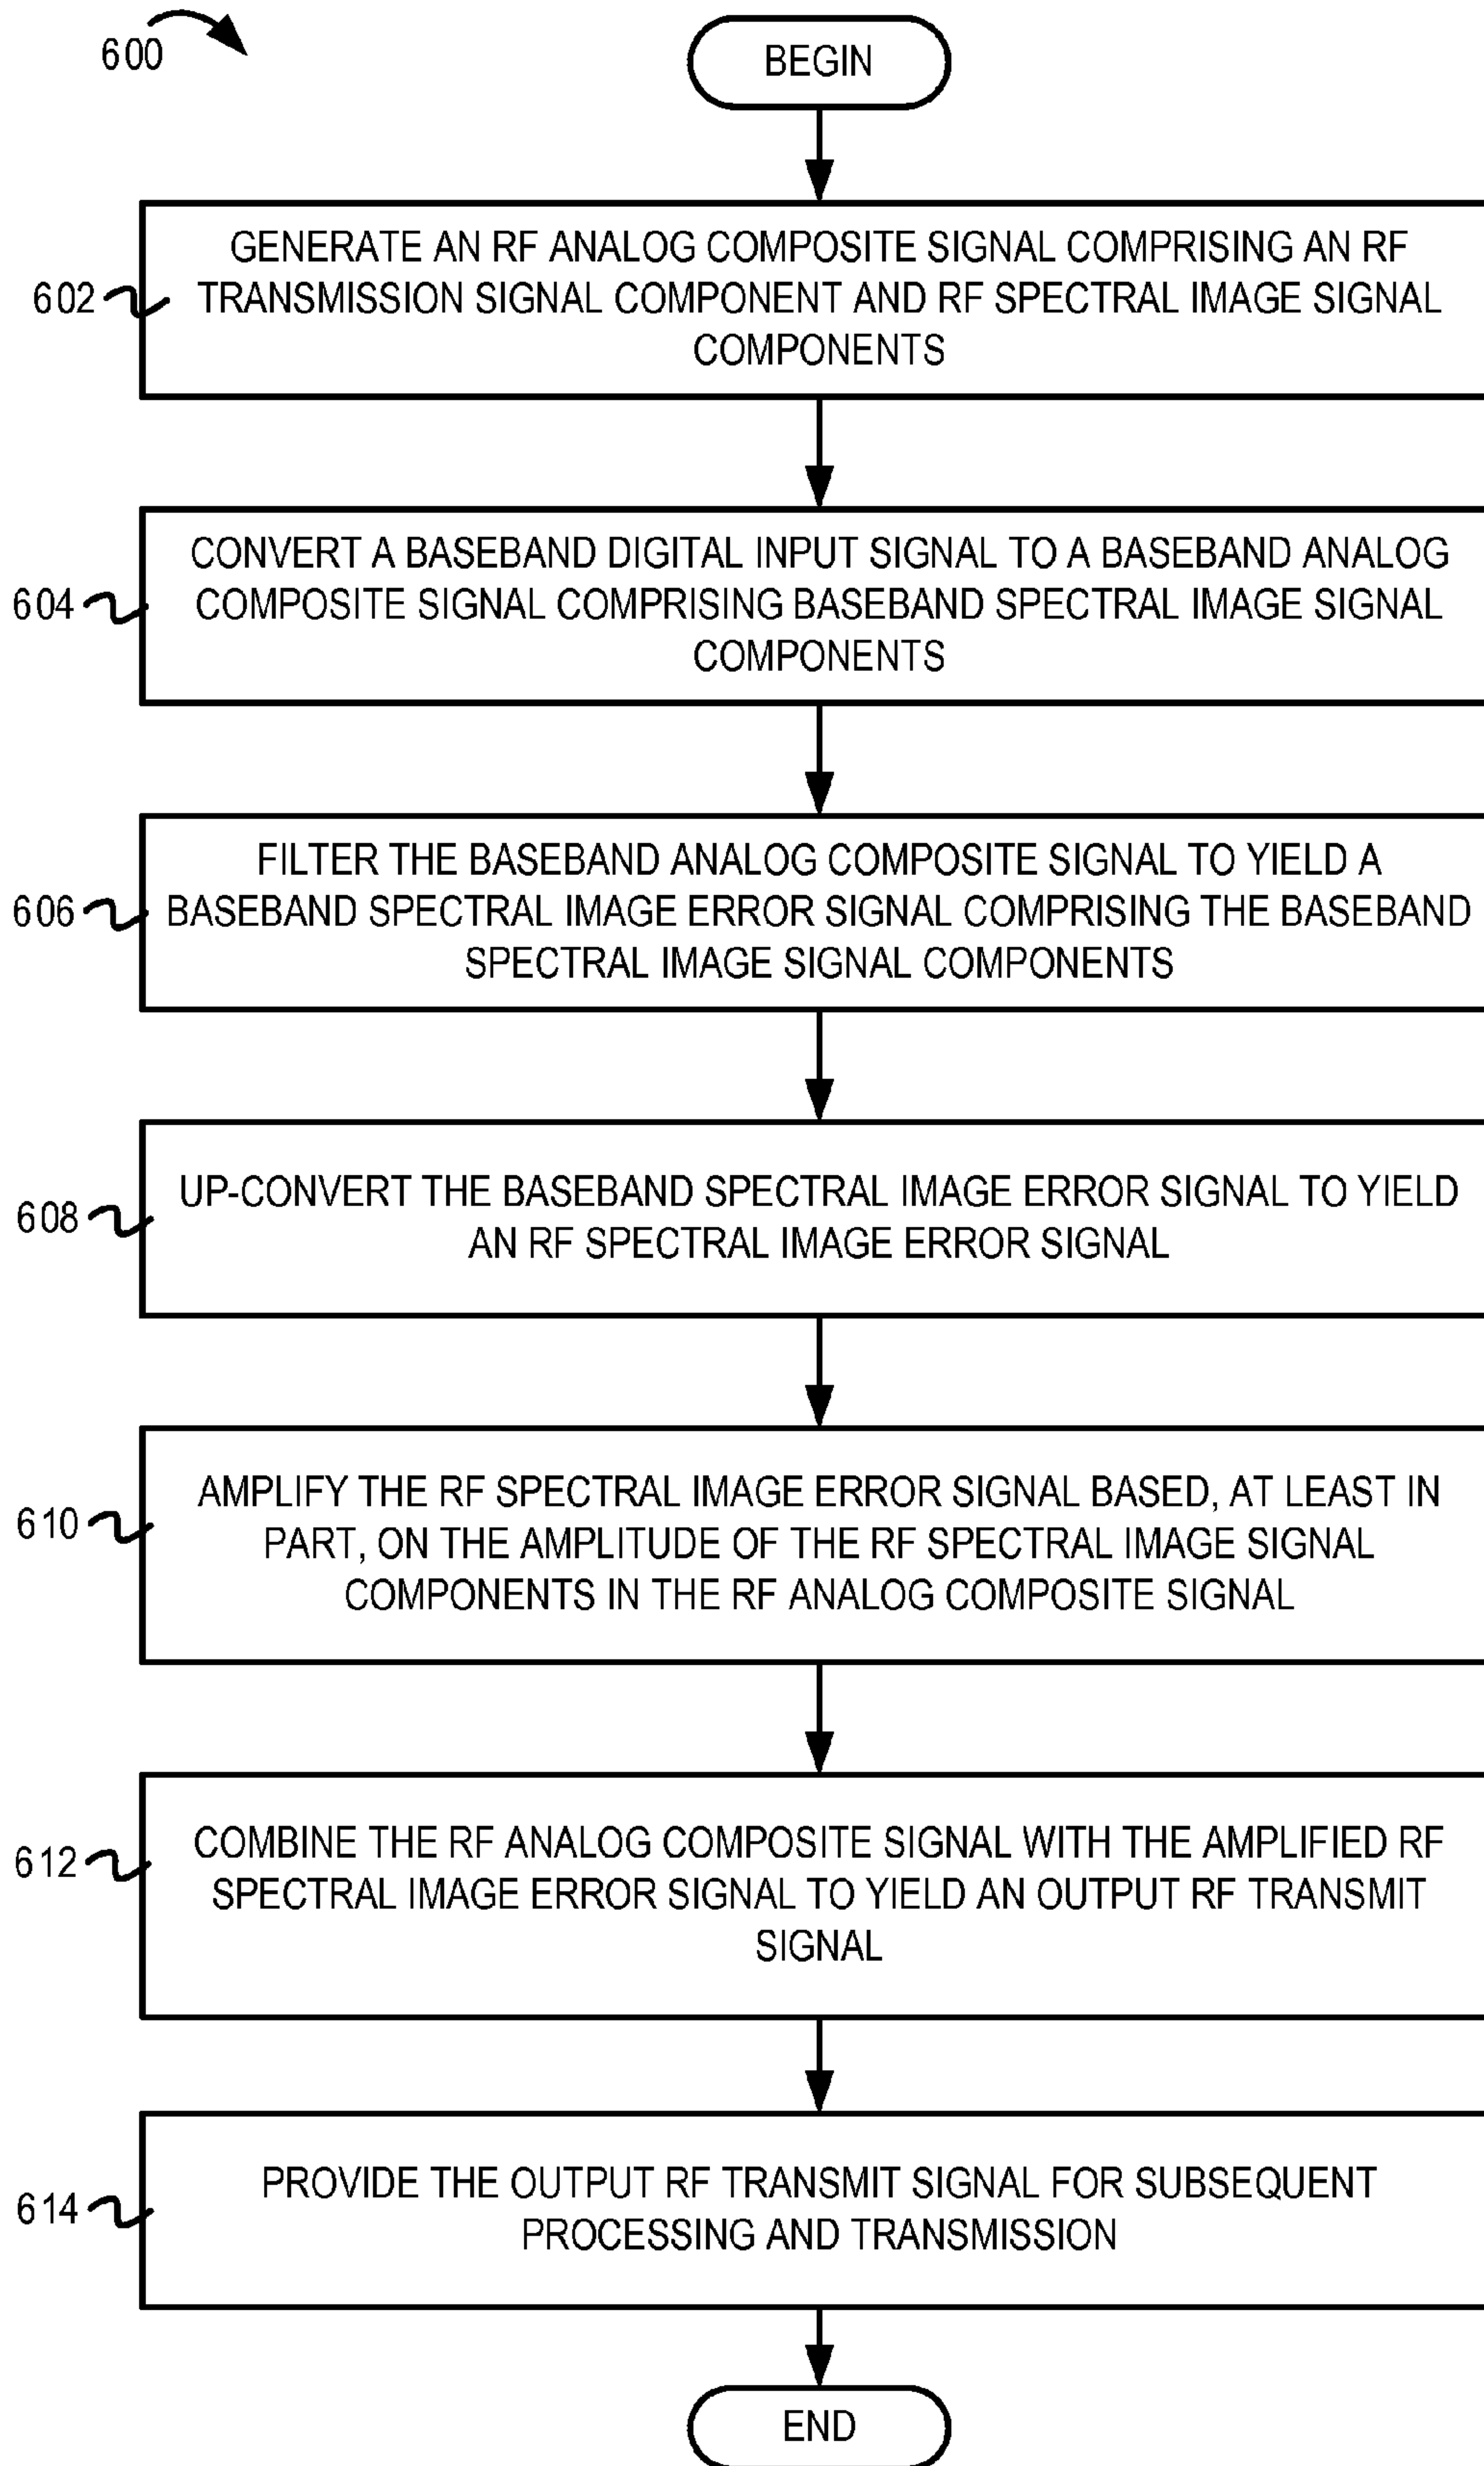 600
BEGIN
602
GENERATE AN RF ANALOG COMPOSITE SIGNAL COMPRISING AN RF
TRANSMISSION SIGNAL COMPONENT AND RF SPECTRAL IMAGE SIGNAL
COMPONENTS
604
CONVERT A BASEBAND DIGITAL INPUT SIGNAL TO A BASEBAND ANALOG
COMPOSITE SIGNAL COMPRISING BASEBAND SPECTRAL IMAGE SIGNAL
COMPONENTS
606
FILTER THE BASEBAND ANALOG COMPOSITE SIGNAL TO YIELD A
BASEBAND SPECTRAL IMAGE ERROR SIGNAL COMPRISING THE BASEBAND
SPECTRAL IMAGE SIGNAL COMPONENTS
608
UP-CONVERT THE BASEBAND SPECTRAL IMAGE ERROR SIGNAL TO YIELD
AN RF SPECTRAL IMAGE ERROR SIGNAL
610
AMPLIFY THE RF SPECTRAL IMAGE ERROR SIGNAL BASED, AT LEAST IN
PART, ON THE AMPLITUDE OF THE RF SPECTRAL IMAGE SIGNAL
COMPONENTS IN THE RF ANALOG COMPOSITE SIGNAL
612
COMBINE THE RF ANALOG COMPOSITE SIGNAL WITH THE AMPLIFIED RF
SPECTRAL IMAGE ERROR SIGNAL TO YIELD AN OUTPUT RF TRANSMIT
SIGNAL
614
PROVIDE THE OUTPUT RF TRANSMIT SIGNAL FOR SUBSEQUENT
PROCESSING AND TRANSMISSION
END